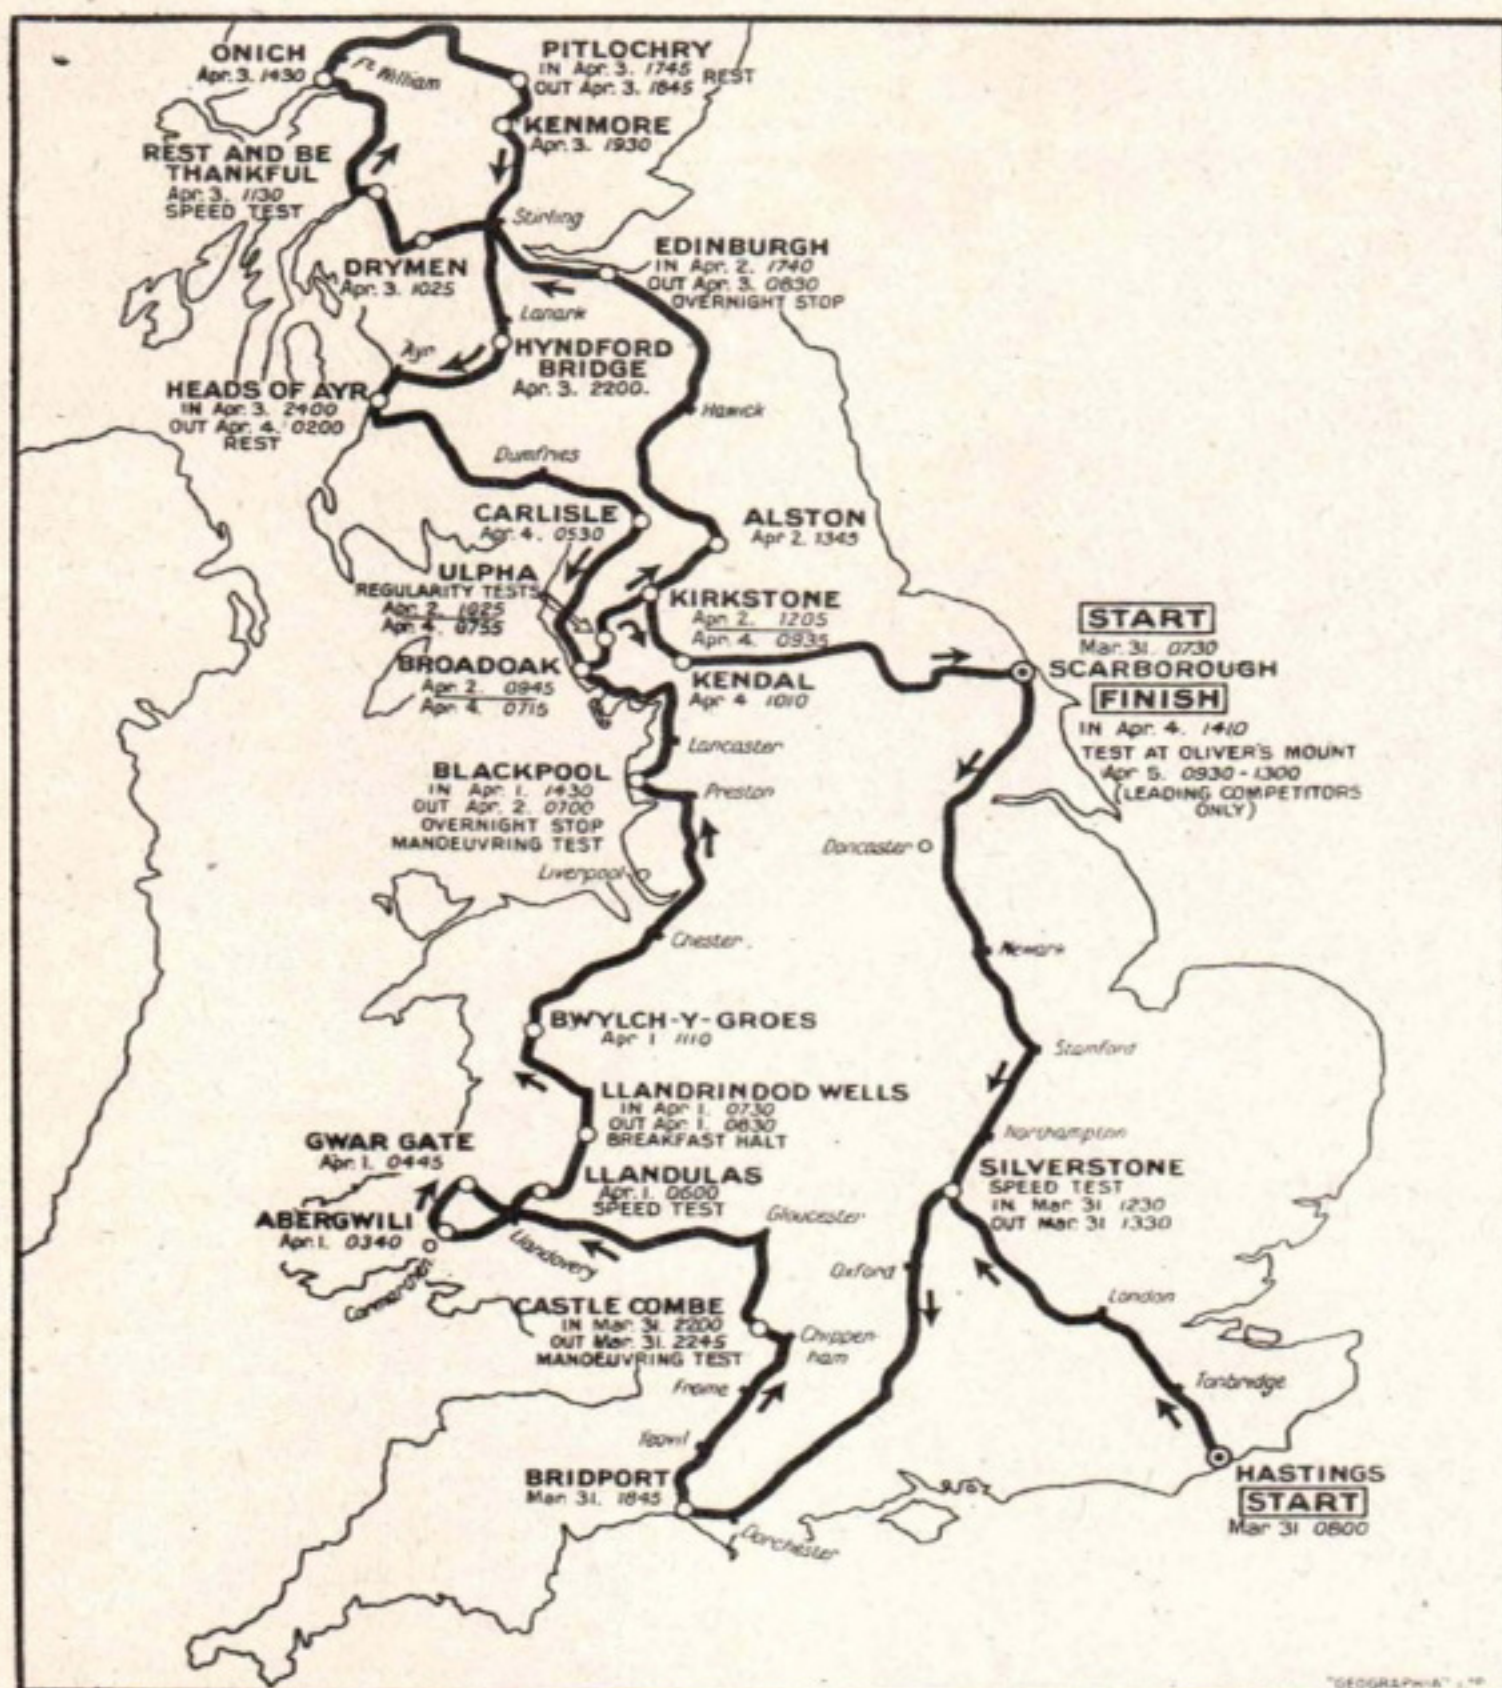 ONICH
Apr. 3. 1430
Ft. William
PITLOCHRY
IN Apr. 3. 1745
OUT Apr. 3. 1845
REST
KENMORE
Apr. 3. 1930
REST AND BE
THANKFUL
Apr. 3. 1130
SPEED TEST
Stirling
DRYMEN
Apr. 3. 1025
EDINBURGH
IN Apr. 2. 1740
OUT Apr. 3. 0830
OVERNIGHT STOP
Lanark
Ayr
HYNDFORD
BRIDGE
Apr. 3. 2200.
HEADS OF AYR
IN Apr. 3. 2400
OUT Apr. 4. 0200
REST
Hawick
Dumfries
CARLISLE
Apr. 4. 0530
ALSTON
Apr 2. 1345
ULPHA
REGULARITY TESTS
Apr. 2. 1025
Apr. 4. 0755
KIRKSTONE
Apr. 2. 1205
Apr. 4. 0935
START
Mar. 31. 0730
SCARBOROUGH
FINISH
IN Apr. 4. 1410
TEST AT OLIVER'S MOUNT
Apr 5. 0930-1300
(LEADING COMPETITORS
ONLY)
BROADOAK
Apr. 2. 0945
Apr. 4. 0715
KENDAL
Apr 4 1010
Lancaster
BLACKPOOL
IN Apr. 1. 1430
OUT Apr. 2. 0700
OVERNIGHT STOP
MANOEUVRING TEST
Preston
Doncaster
Liverpool
Chester.
Newark
BWYLCH-Y-GROES
Apr 1 1110
Stamford
LLANDRINDOD WELLS
IN Apr 1. 0730
OUT Apr 1. 0830
BREAKFAST HALT
Northampton
GWAR GATE
Apr. 1. 0445
LLANDULAS
Apr. 1. 0600
SPEED TEST
SILVERSTONE
SPEED TEST
IN Mar 31 1230
OUT Mar. 31 1330
ABERGWILI
Apr. 1. 0340
Gloucester
Llandovery
Carmarthen
Oxford
CASTLE COMBE
IN Mar. 31. 2200
OUT Mar. 31. 2245
MANOEUVRING TEST
Chippen-
ham
London
Frome
Tonbridge
Yeovil
BRIDPORT
Mar 31. 1845
Dorchester
HASTINGS
START
Mar 31 0800
"GEOGRAPHIA" LTD